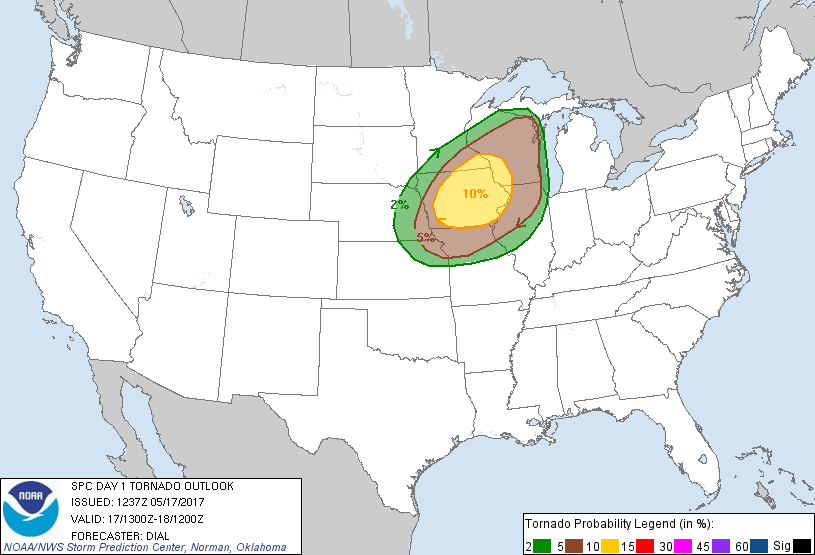 2%
10%
5%
NOAA
SPC DAY 1 TORNADO OUTLOOK
ISSUED: 1237Z 05/17/2017
VALID: 17/1300Z-18/1200Z
FORECASTER: DIAL
NOAA/NWS Storm Prediction Center, Norman, Oklahoma
Tornado Probability Legend (in %):
2 5 10 15 30 45 60 Sig